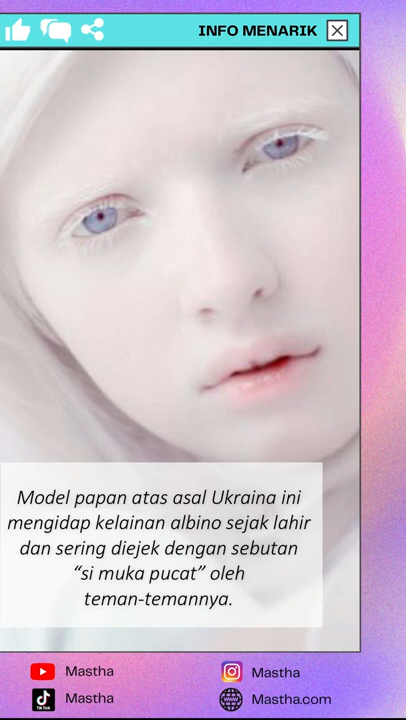 INFO MENARIK
Model papan atas asal Ukraina ini
mengidap kelainan albino sejak lahir
dan sering diejek dengan sebutan
“si muka pucat” oleh
teman-temannya.
Mastha
Mastha
TikTok
Mastha
Mastha.com